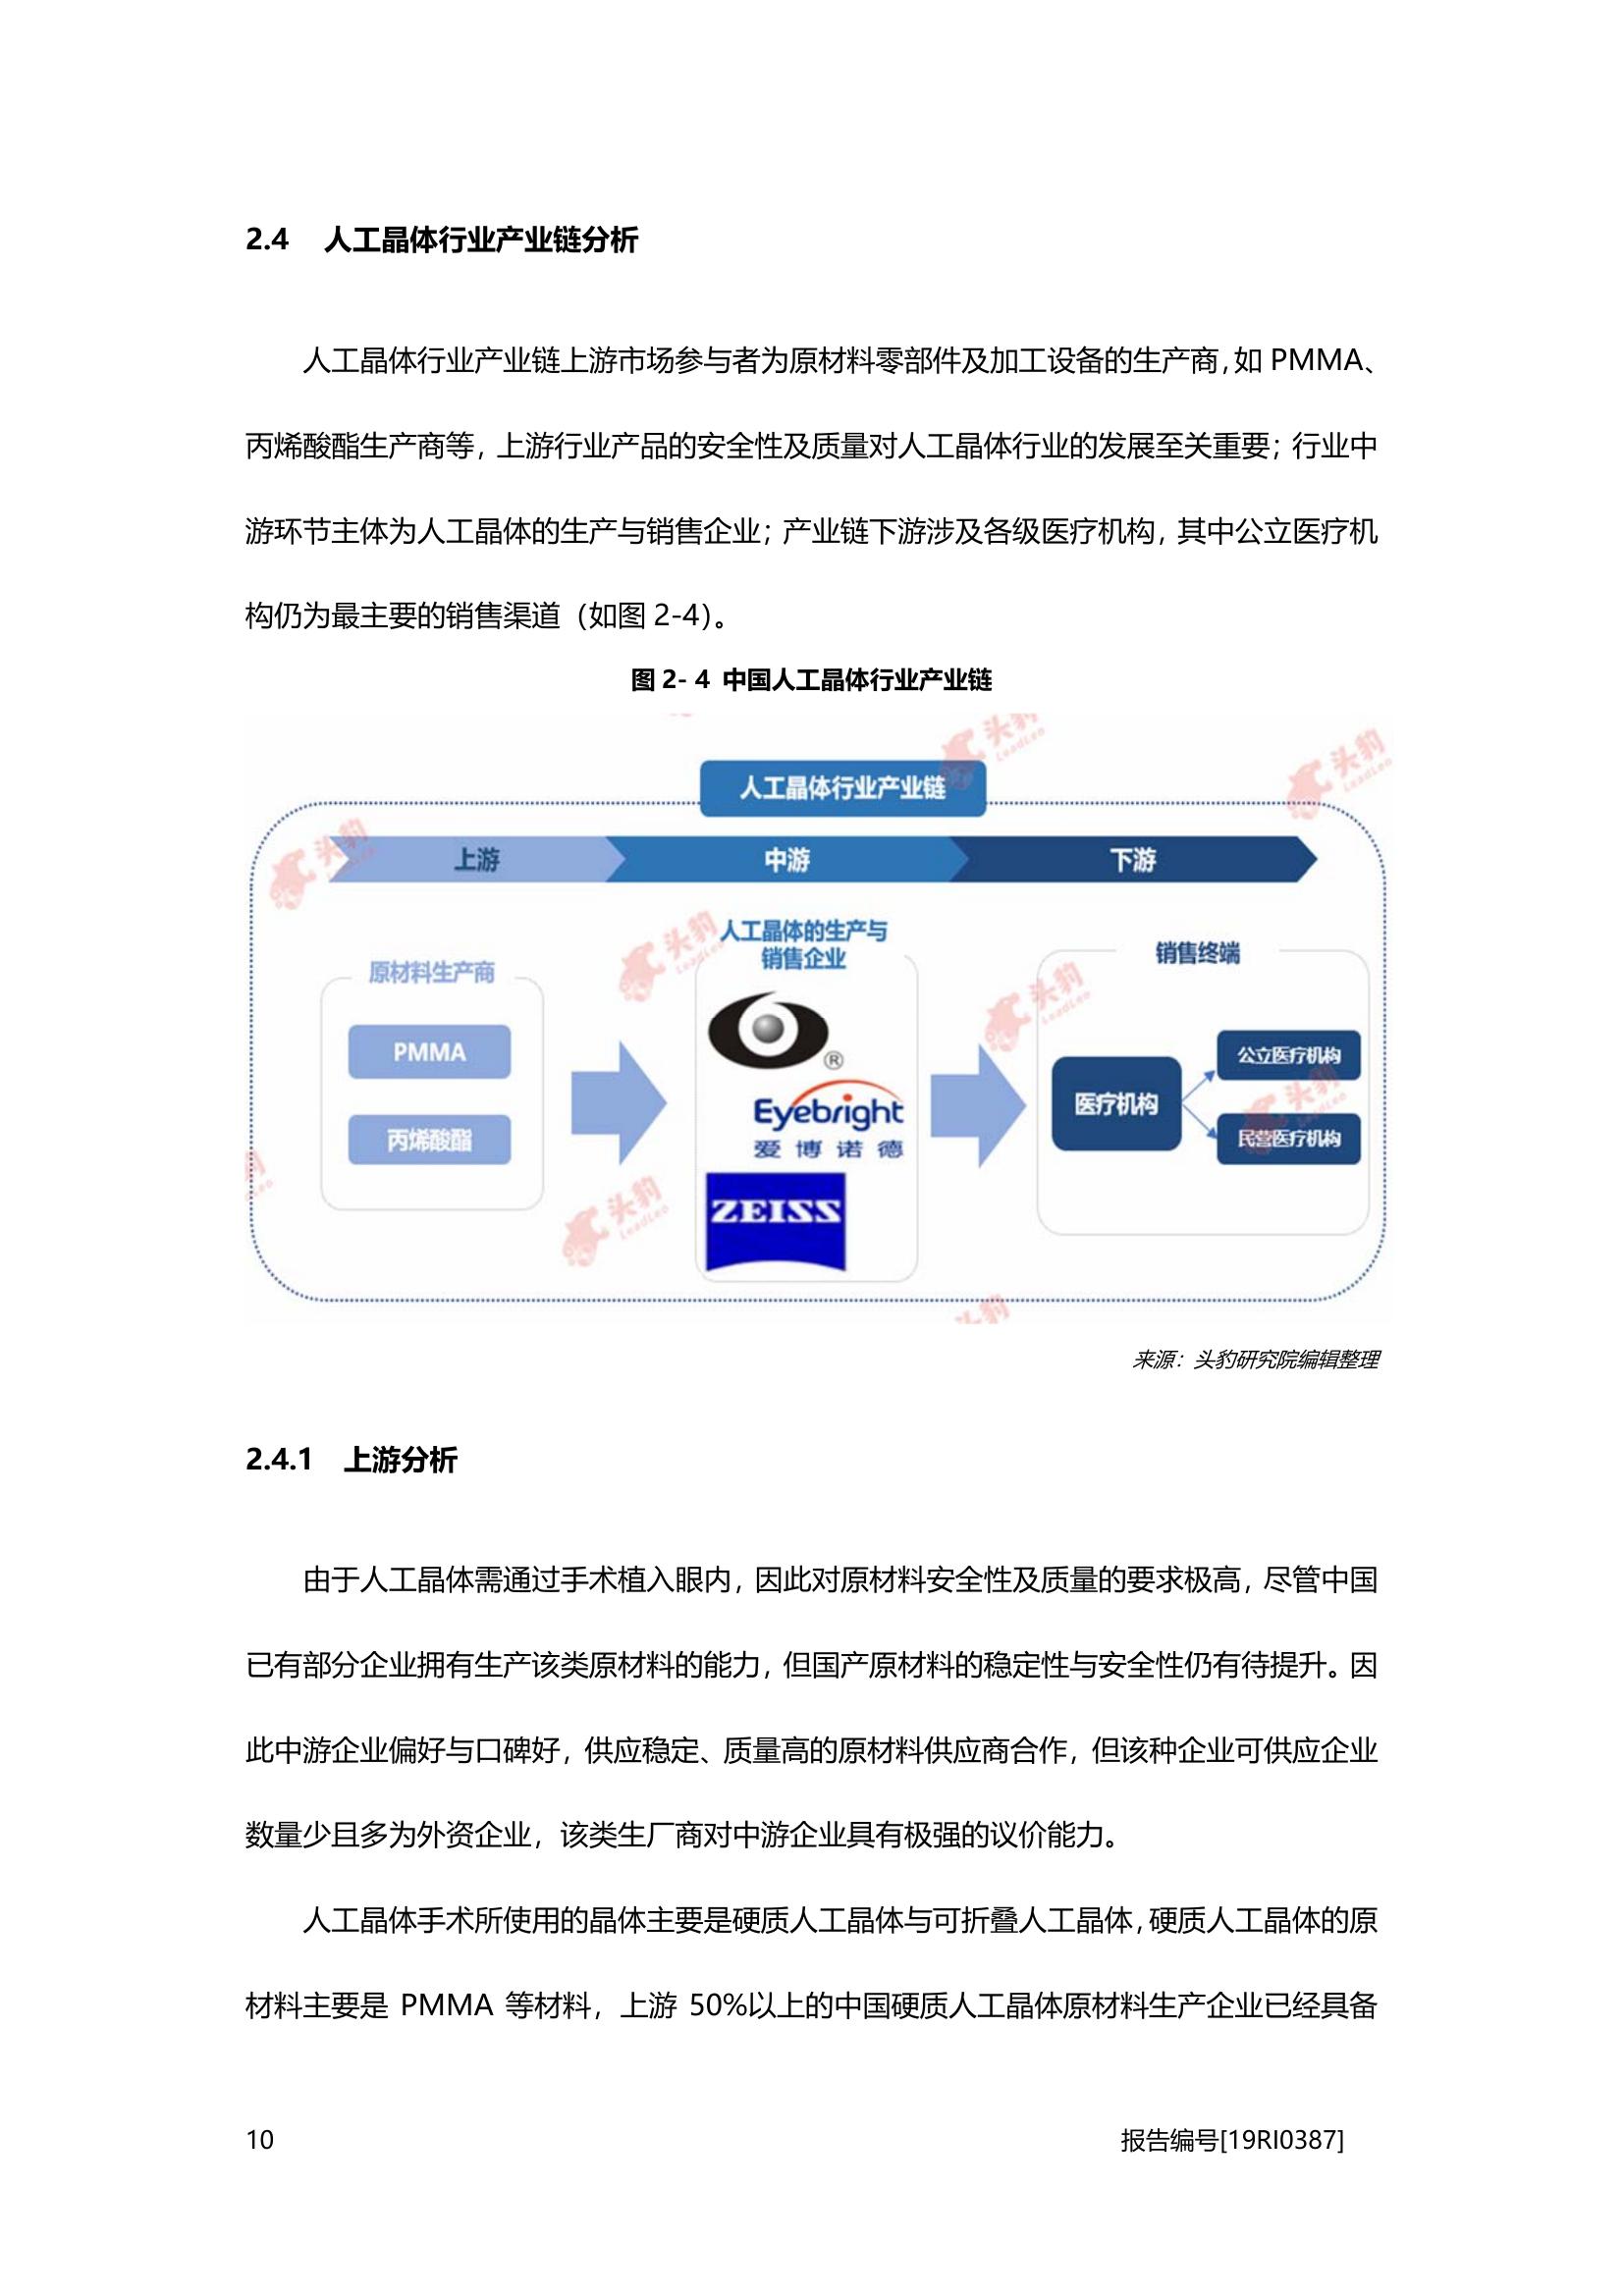 2.4 人工晶体行业产业链分析
人工晶体行业产业链上游市场参与者为原材料零部件及加工设备的生产商，如 PMMA、
丙烯酸酯生产商等，上游行业产品的安全性及质量对人工晶体行业的发展至关重要；行业中
游环节主体为人工晶体的生产与销售企业；产业链下游涉及各级医疗机构，其中公立医疗机
构仍为最主要的销售渠道（如图 2-4）。
图 2- 4 中国人工晶体行业产业链
人工晶体行业产业链
上游
中游
下游
原材料生产商
PMMA
丙烯酸酯
人工晶体的生产与
销售企业
®
Eyebright
爱博诺德
ZEISS
销售终端
医疗机构
公立医疗机构
民营医疗机构
头豹
LeadLeo
头豹
LeadLeo
头豹
头豹
LeadLeo
头豹
LeadLeo
头豹
头豹
LeadLeo
来源：头豹研究院编辑整理
2.4.1 上游分析
由于人工晶体需通过手术植入眼内，因此对原材料安全性及质量的要求极高，尽管中国
已有部分企业拥有生产该类原材料的能力，但国产原材料的稳定性与安全性仍有待提升。因
此中游企业偏好与口碑好，供应稳定、质量高的原材料供应商合作，但该种企业可供应企业
数量少且多为外资企业，该类生厂商对中游企业具有极强的议价能力。
人工晶体手术所使用的晶体主要是硬质人工晶体与可折叠人工晶体，硬质人工晶体的原
材料主要是 PMMA 等材料，上游 50%以上的中国硬质人工晶体原材料生产企业已经具备
10
报告编号[19RI0387]